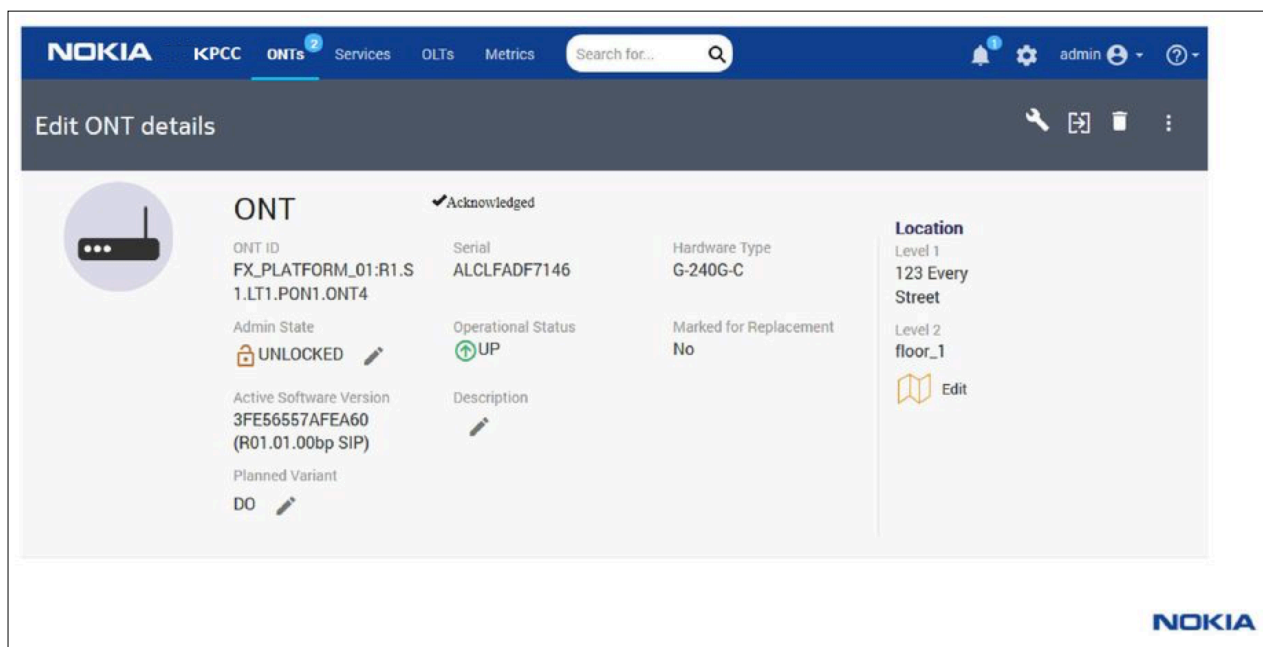 NOKIA KPCC ONTs 2 Services OLTs Metrics Search for... 1 admin
Edit ONT details
ONT
✔Acknowledged
ONT ID
FX_PLATFORM_01:R1.S
1.LT1.PON1.ONT4
Serial
ALCLFADF7146
Hardware Type
G-240G-C
Admin State
UNLOCKED
Operational Status
UP
Marked for Replacement
No
Active Software Version
3FE56557AFEA60
(R01.01.00bp SIP)
Description
Planned Variant
DO
Location
Level 1
123 Every
Street
Level 2
floor_1
Edit
NOKIA